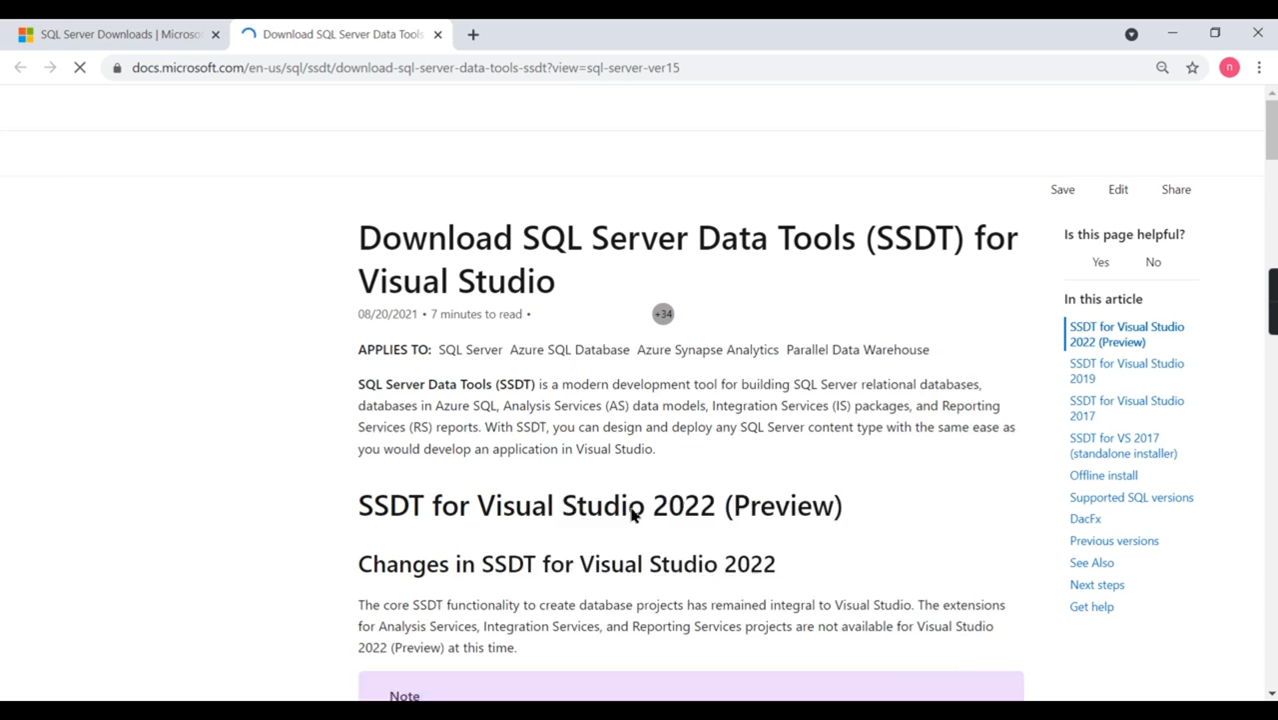 SQL Server Downloads | Microso
Download SQL Server Data Tools
docs.microsoft.com/en-us/sql/ssdt/download-sql-server-data-tools-ssdt?view=sql-server-ver15
n
Save Edit Share
Download SQL Server Data Tools (SSDT) for
Visual Studio
08/20/2021 • 7 minutes to read •
+34
APPLIES TO: SQL Server Azure SQL Database Azure Synapse Analytics Parallel Data Warehouse
SQL Server Data Tools (SSDT) is a modern development tool for building SQL Server relational databases,
databases in Azure SQL, Analysis Services (AS) data models, Integration Services (IS) packages, and Reporting
Services (RS) reports. With SSDT, you can design and deploy any SQL Server content type with the same ease as
you would develop an application in Visual Studio.
SSDT for Visual Studio 2022 (Preview)
Changes in SSDT for Visual Studio 2022
The core SSDT functionality to create database projects has remained integral to Visual Studio. The extensions
for Analysis Services, Integration Services, and Reporting Services projects are not available for Visual Studio
2022 (Preview) at this time.
Note
Is this page helpful?
Yes No
In this article
SSDT for Visual Studio
2022 (Preview)
SSDT for Visual Studio
2019
SSDT for Visual Studio
2017
SSDT for VS 2017
(standalone installer)
Offline install
Supported SQL versions
DacFx
Previous versions
See Also
Next steps
Get help